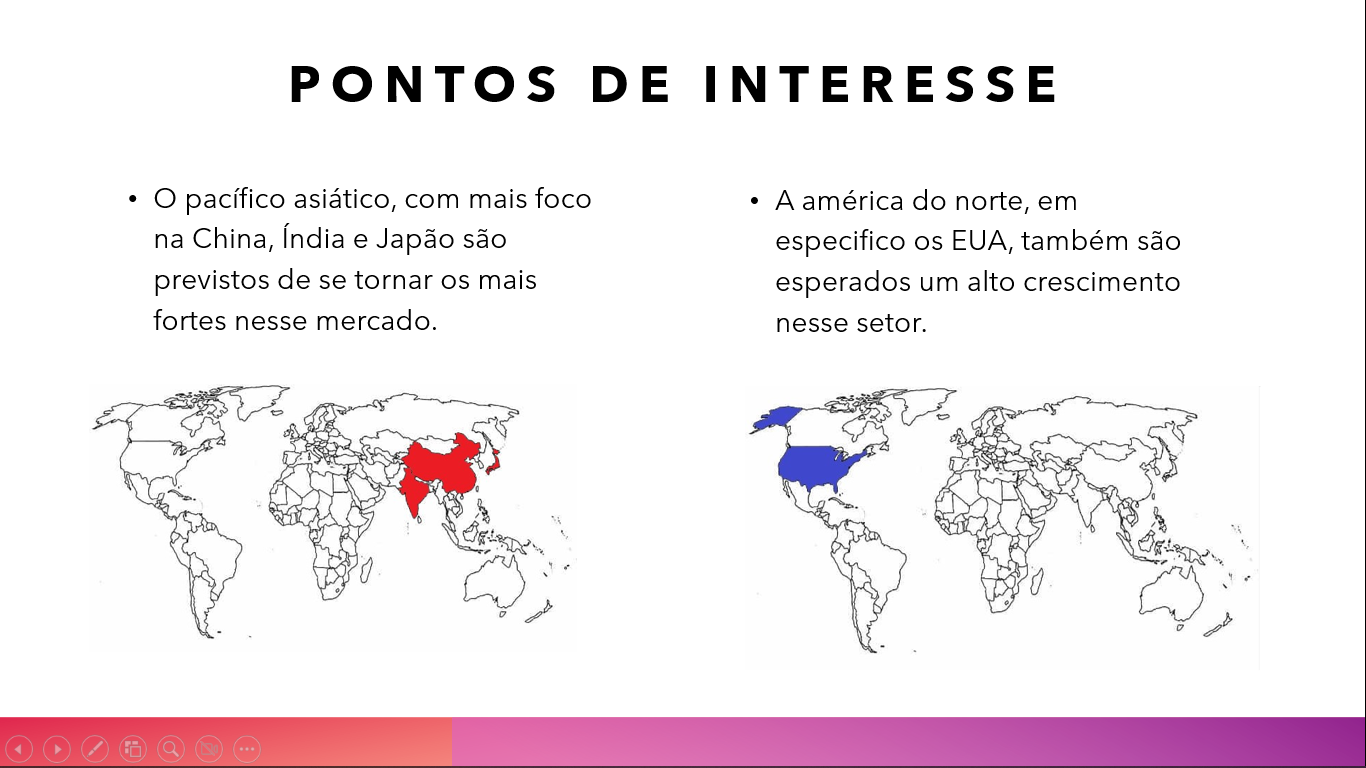 PONTOS DE INTERESSE
• O pacífico asiático, com mais foco
na China, Índia e Japão são
previstos de se tornar os mais
fortes nesse mercado.
• A américa do norte, em
especifico os EUA, também são
esperados um alto crescimento
nesse setor.